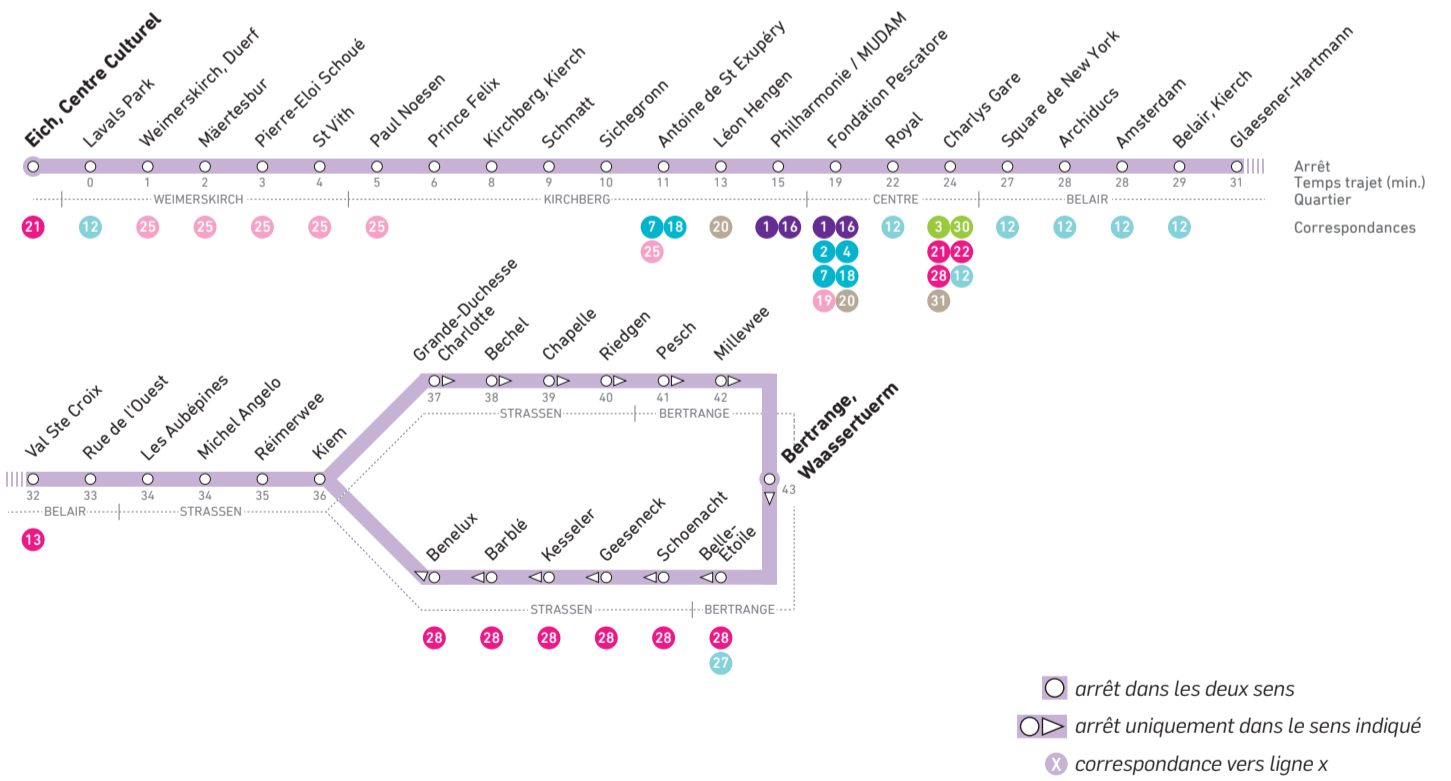 Eich, Centre Culturel
Lavals Park
Weimerskirch, Duerf
Mäertesbur
Pierre-Eloi Schoué
St Vith
Paul Noesen
Prince Felix
Kirchberg, Kierch
Schmatt
Sichegronn
Antoine de St Exupéry
Léon Hengen
Philharmonie / MUDAM
Fondation Pescatore
Royal
Charlys Gare
Square de New York
Archiducs
Amsterdam
Belair, Kierch
Glaesener-Hartmann
Arrêt
0 1 2 3 4 5 6 8 9 10 11 13 15 19 22 24 27 28 28 29 31 Temps trajet (min.)
WEIMERSKIRCH KIRCHBERG CENTRE BELAIR Quartier
21 12 25 25 25 25 25 7 18 20 1 16 1 16 12 3 30 12 12 12 12 Correspondances
25 2 4 21 22
7 18 28 12
19 20 31
Grande-Duchesse
Charlotte
Bechel
Chapelle
Riedgen
Pesch
Millewee
37 38 39 40 41 42
STRASSEN BERTRANGE
Bertrange,
Waassertuerm
43
Val Ste Croix
Rue de l'Ouest
Les Aubépines
Michel Angelo
Réimerwee
Kiem
32 33 34 34 35 36
BELAIR STRASSEN
13
Benelux
Barblé
Kesseler
Geeseneck
Schoenacht
Belle-
Etoile
STRASSEN BERTRANGE
28 28 28 28 28 28
27
arrêt dans les deux sens
arrêt uniquement dans le sens indiqué
X correspondance vers ligne x